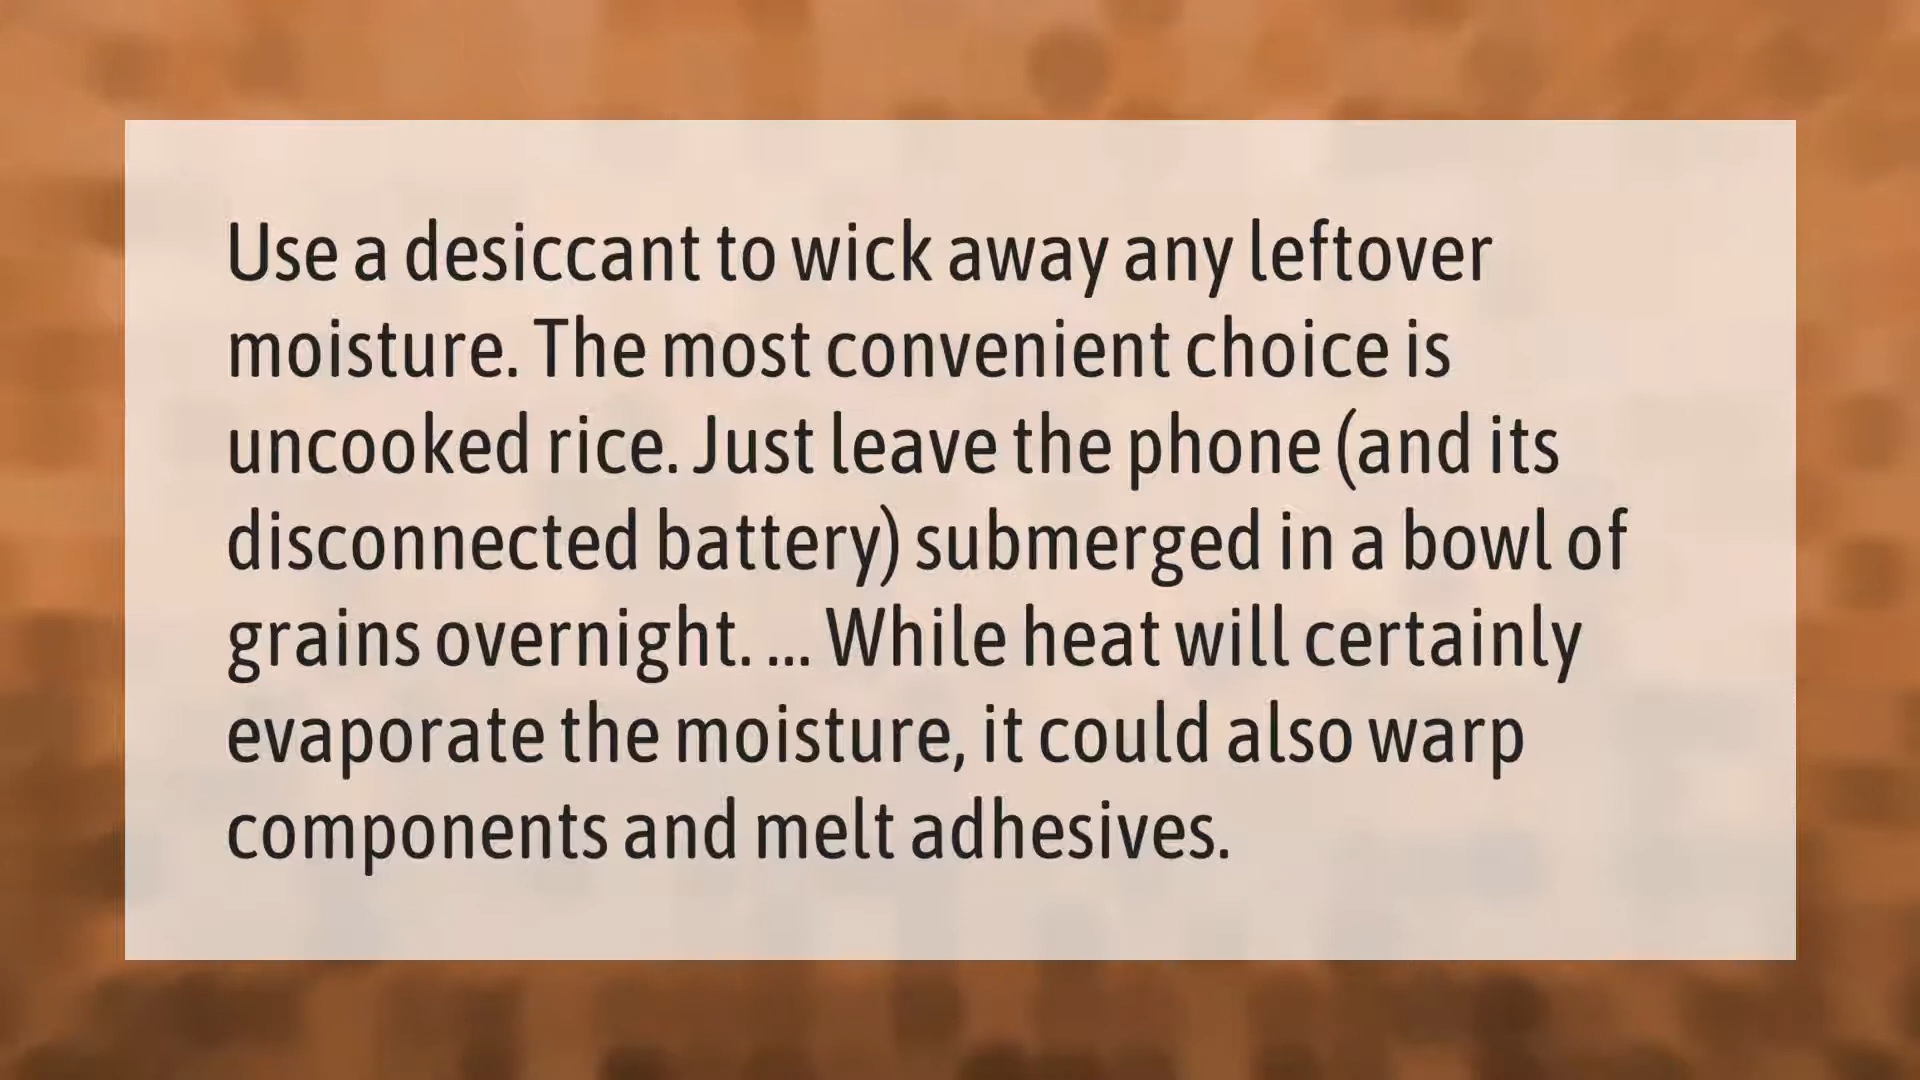 Use a desiccant to wick away any leftover
moisture. The most convenient choice is
uncooked rice. Just leave the phone (and its
disconnected battery) submerged in a bowl of
grains overnight. ... While heat will certainly
evaporate the moisture, it could also warp
components and melt adhesives.